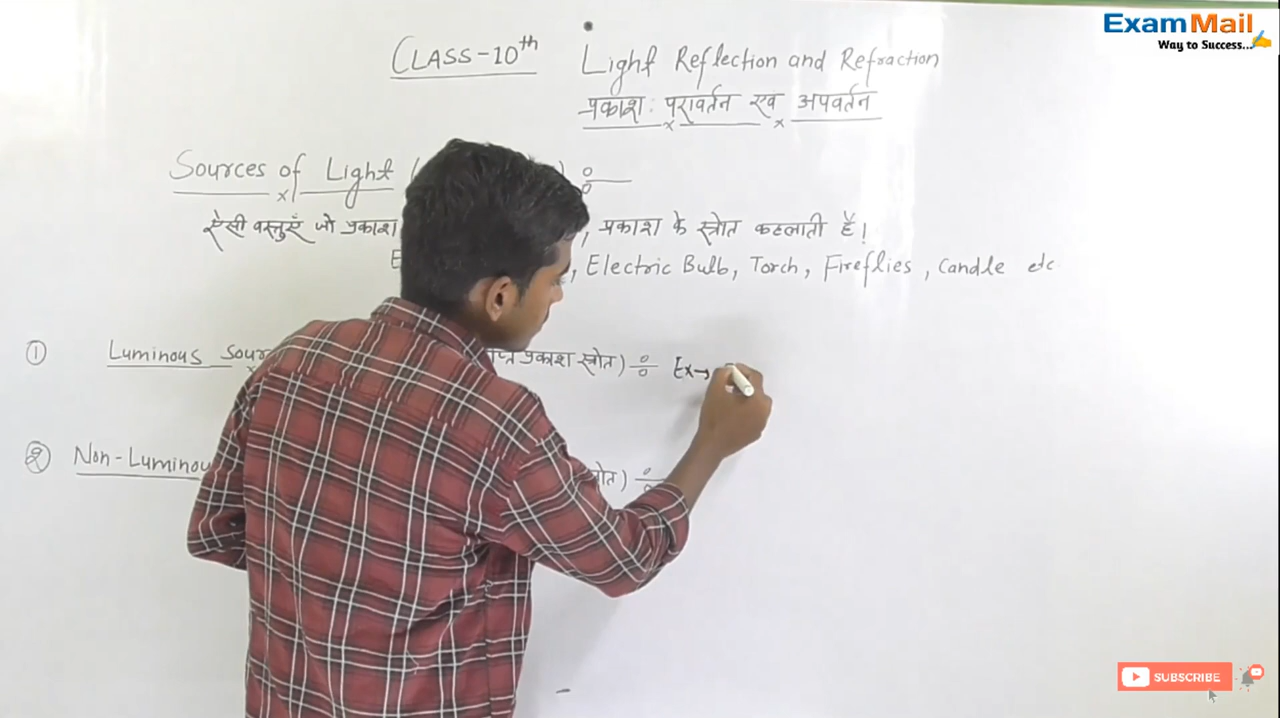 ExamMail
Way to Success...
CLASS-10th Light Reflection and Refraction
प्रकाश: परावर्तन एव अपवर्तन
Sources of Light (
ऐसी वस्तुएँ जो प्रकाश , प्रकाश के स्त्रोत कहलाती हैं!
, Electric Bulb, Torch, Fireflies, Candle etc
① Luminous प्रकाश स्त्रोत) Ex→
② Non-Luminou
SUBSCRIBE